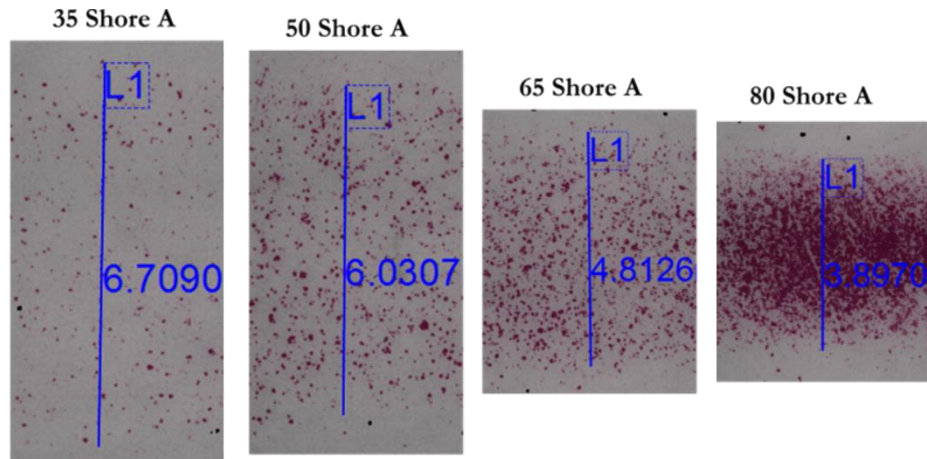 35 Shore A
L1
6.7090
50 Shore A
L1
6.0307
65 Shore A
L1
4.8126
80 Shore A
L1
3.8970